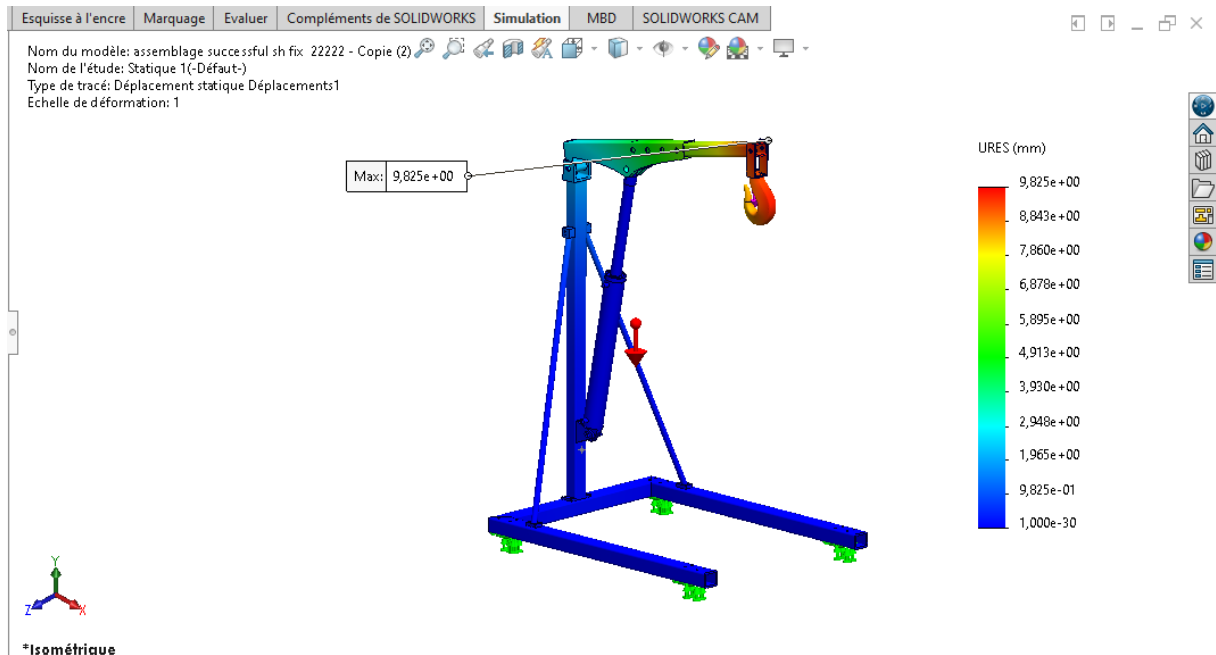 Esquisse à l'encre Marquage Evaluer Compléments de SOLIDWORKS Simulation MBD SOLIDWORKS CAM
Nom du modèle: assemblage successful sh fix 22222 - Copie (2)
Nom de l'étude: Statique 1(-Défaut-)
Type de tracé: Déplacement statique Déplacements1
Echelle de déformation: 1
URES (mm)
Max: 9,825e+00
9,825e+00
8,843e+00
7,860e+00
6,878e+00
5,895e+00
4,913e+00
3,930e+00
2,948e+00
1,965e+00
9,825e-01
1,000e-30
Y
Z X
*Isométrique